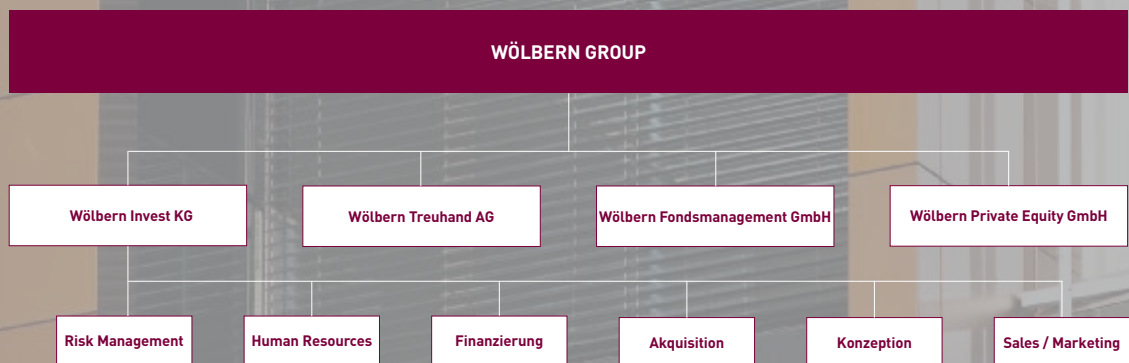 WÖLBERN GROUP
Wölbern Invest KG
Wölbern Treuhand AG
Wölbern Fondsmanagement GmbH
Wölbern Private Equity GmbH
Risk Management
Human Resources
Finanzierung
Akquisition
Konzeption
Sales / Marketing